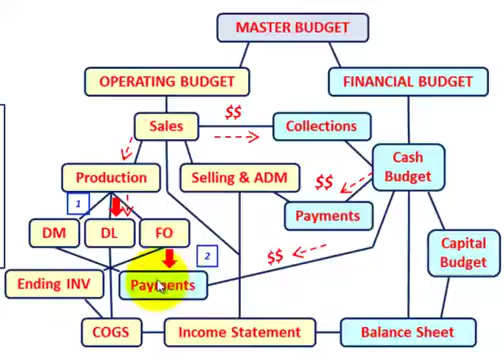 MASTER BUDGET
OPERATING BUDGET
FINANCIAL BUDGET
$$
Sales
Collections
Cash
Budget
Production
Selling & ADM
$$
Payments
1
DM
DL
FO
2
$$
Capital
Budget
Ending INV
Payments
COGS
Income Statement
Balance Sheet